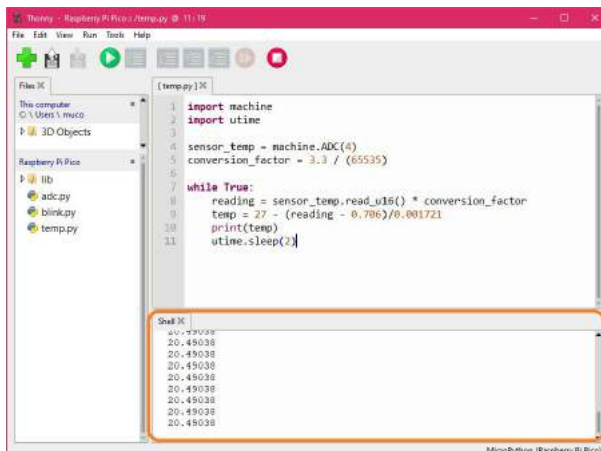 Thonny - Raspberry Pi Pico : /temp.py @ 11 : 19
File Edit View Run Tools Help
Files
This computer
C: \ Users \ muco
3D Objects
Raspberry Pi Pico
lib
adc.py
blink.py
temp.py
[ temp.py ]
1 import machine
2 import utime
3
4 sensor_temp = machine.ADC(4)
5 conversion_factor = 3.3 / (65535)
6
7 while True:
8 reading = sensor_temp.read_u16() * conversion_factor
9 temp = 27 - (reading - 0.706)/0.001721
10 print(temp)
11 utime.sleep(2)
Shell
20.49038
20.49038
20.49038
20.49038
20.49038
20.49038
20.49038
20.49038
20.49038
MicroPython (Raspberry Pi Pico)